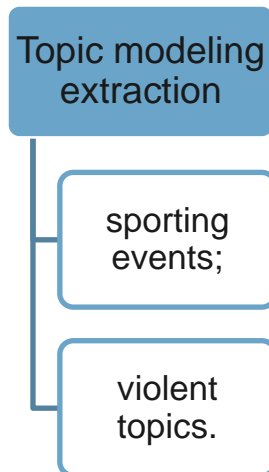 Topic modeling
extraction
sporting
events;
violent
topics.